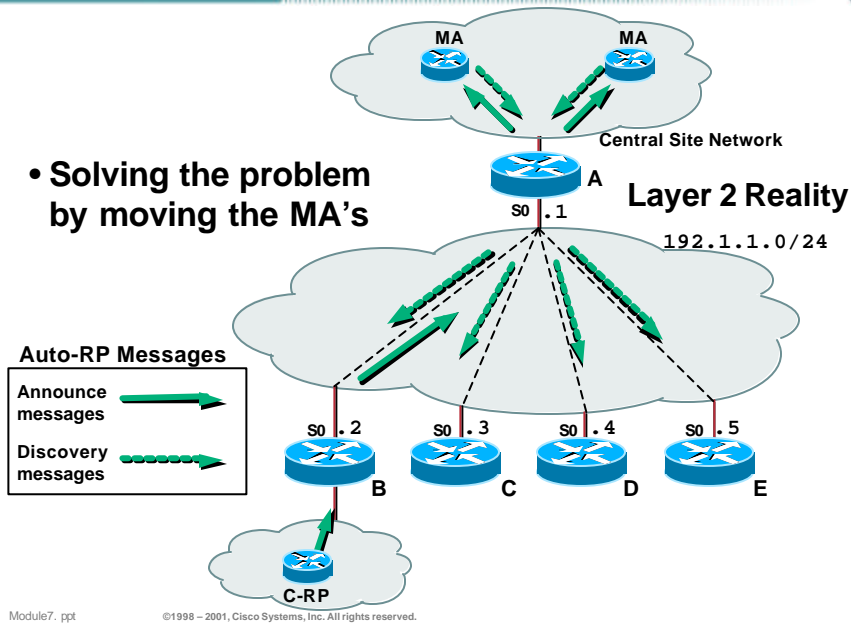 MA
MA
Central Site Network
• Solving the problem
by moving the MA's
A
Layer 2 Reality
S0 .1
192.1.1.0/24
Auto-RP Messages
Announce
messages
Discovery
messages
S0 .2
S0 .3
S0 .4
S0 .5
B
C
D
E
C-RP
Module7. ppt
©1998 – 2001, Cisco Systems, Inc. All rights reserved.